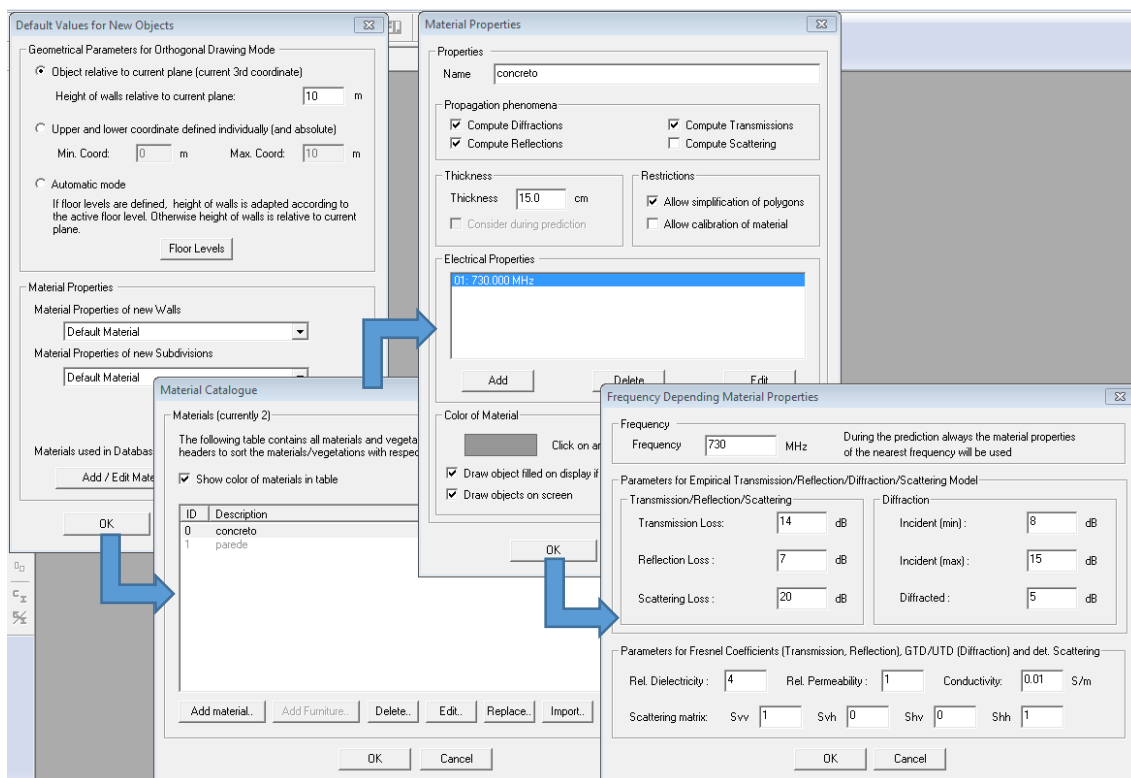 Default Values for New Objects
Geometrical Parameters for Orthogonal Drawing Mode
Object relative to current plane (current 3rd coordinate)
Height of walls relative to current plane: 10 m
Upper and lower coordinate defined individually (and absolute)
Min. Coord: 0 m Max. Coord: 10 m
Automatic mode
If floor levels are defined, height of walls is adapted according
to the active floor level. Otherwise height of walls is relative to current
plane.
Floor Levels
Material Properties
Material Properties of new Walls
Default Material
Material Properties of new Subdivisions
Default Material
Materials used in Databas
Add / Edit Mate
OK
Material Catalogue
Materials (currently 2)
The following table contains all materials and vegeta
headers to sort the materials/vegetations with respec
Show color of materials in table
ID Description
0 concreto
1 parede
Add material.. Add Furniture.. Delete.. Edit.. Replace.. Import..
OK Cancel
Material Properties
Properties
Name concreto
Propagation phenomena
Compute Diffractions Compute Transmissions
Compute Reflections Compute Scattering
Thickness Restrictions
Thickness 15.0 cm Allow simplification of polygons
Consider during prediction Allow calibration of material
Electrical Properties
01: 730.000 MHz
Add Delete Edit
Color of Material
Click on ar
Draw object filled on display if
Draw objects on screen
OK
Frequency Depending Material Properties
Frequency
Frequency 730 MHz During the prediction always the material properties
of the nearest frequency will be used
Parameters for Empirical Transmission/Reflection/Diffraction/Scattering Model
Transmission/Reflection/Scattering Diffraction
Transmission Loss: 14 dB Incident (min) : 8 dB
Reflection Loss : 7 dB Incident (max) : 15 dB
Scattering Loss : 20 dB Diffracted : 5 dB
Parameters for Fresnel Coefficients (Transmission, Reflection), GTD/UTD (Diffraction) and det. Scattering
Rel. Dielectricity : 4 Rel. Permeability : 1 Conductivity: 0.01 S/m
Scattering matrix: Svv 1 Svh 0 Shv 0 Shh 1
OK Cancel